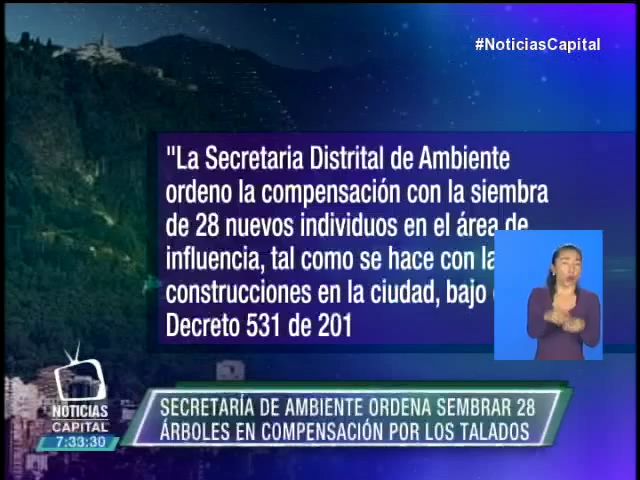 #NoticiasCapital
"La Secretaria Distrital de Ambiente
ordeno la compensación con la siembra
de 28 nuevos individuos en el área de
influencia, tal como se hace con la
construcciones en la ciudad, bajo
Decreto 531 de 201
NOTICIAS
CAPITAL
7:33:30
SECRETARÍA DE AMBIENTE ORDENA SEMBRAR 28
ÁRBOLES EN COMPENSACIÓN POR LOS TALADOS